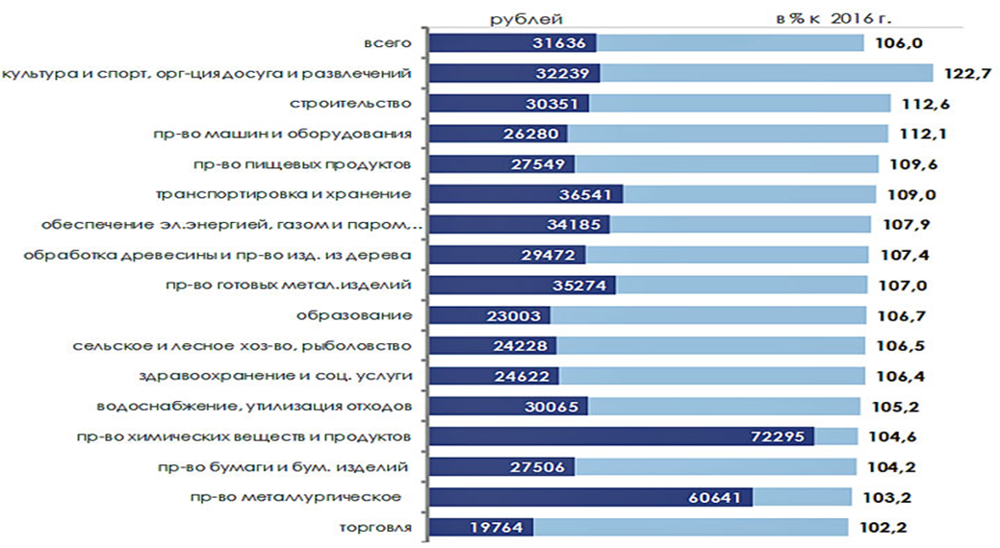 рублей в % к 2016 г.
всего 31636 106,0
культура и спорт, орг-ция досуга и развлечений 32239 122,7
строительство 30351 112,6
пр-во машин и оборудования 26280 112,1
пр-во пищевых продуктов 27549 109,6
транспортировка и хранение 36541 109,0
обеспечение эл.энергией, газом и паром,... 34185 107,9
обработка древесины и пр-во изд. из дерева 29472 107,4
пр-во готовых метал.изделий 35274 107,0
образование 23003 106,7
сельское и лесное хоз-во, рыболовство 24228 106,5
здравоохранение и соц. услуги 24622 106,4
водоснабжение, утилизация отходов 30065 105,2
пр-во химических веществ и продуктов 72295 104,6
пр-во бумаги и бум. изделий 27506 104,2
пр-во металлургическое 60641 103,2
торговля 19764 102,2